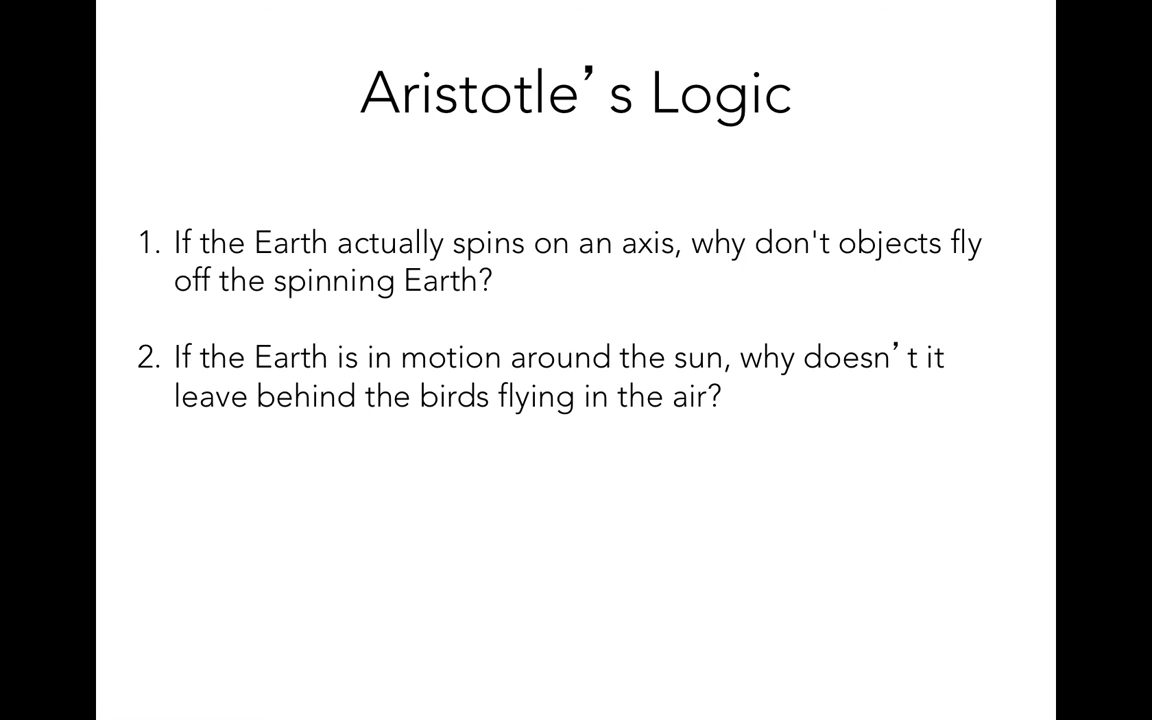 Aristotle’s Logic
1. If the Earth actually spins on an axis, why don't objects fly
off the spinning Earth?
2. If the Earth is in motion around the sun, why doesn’t it
leave behind the birds flying in the air?